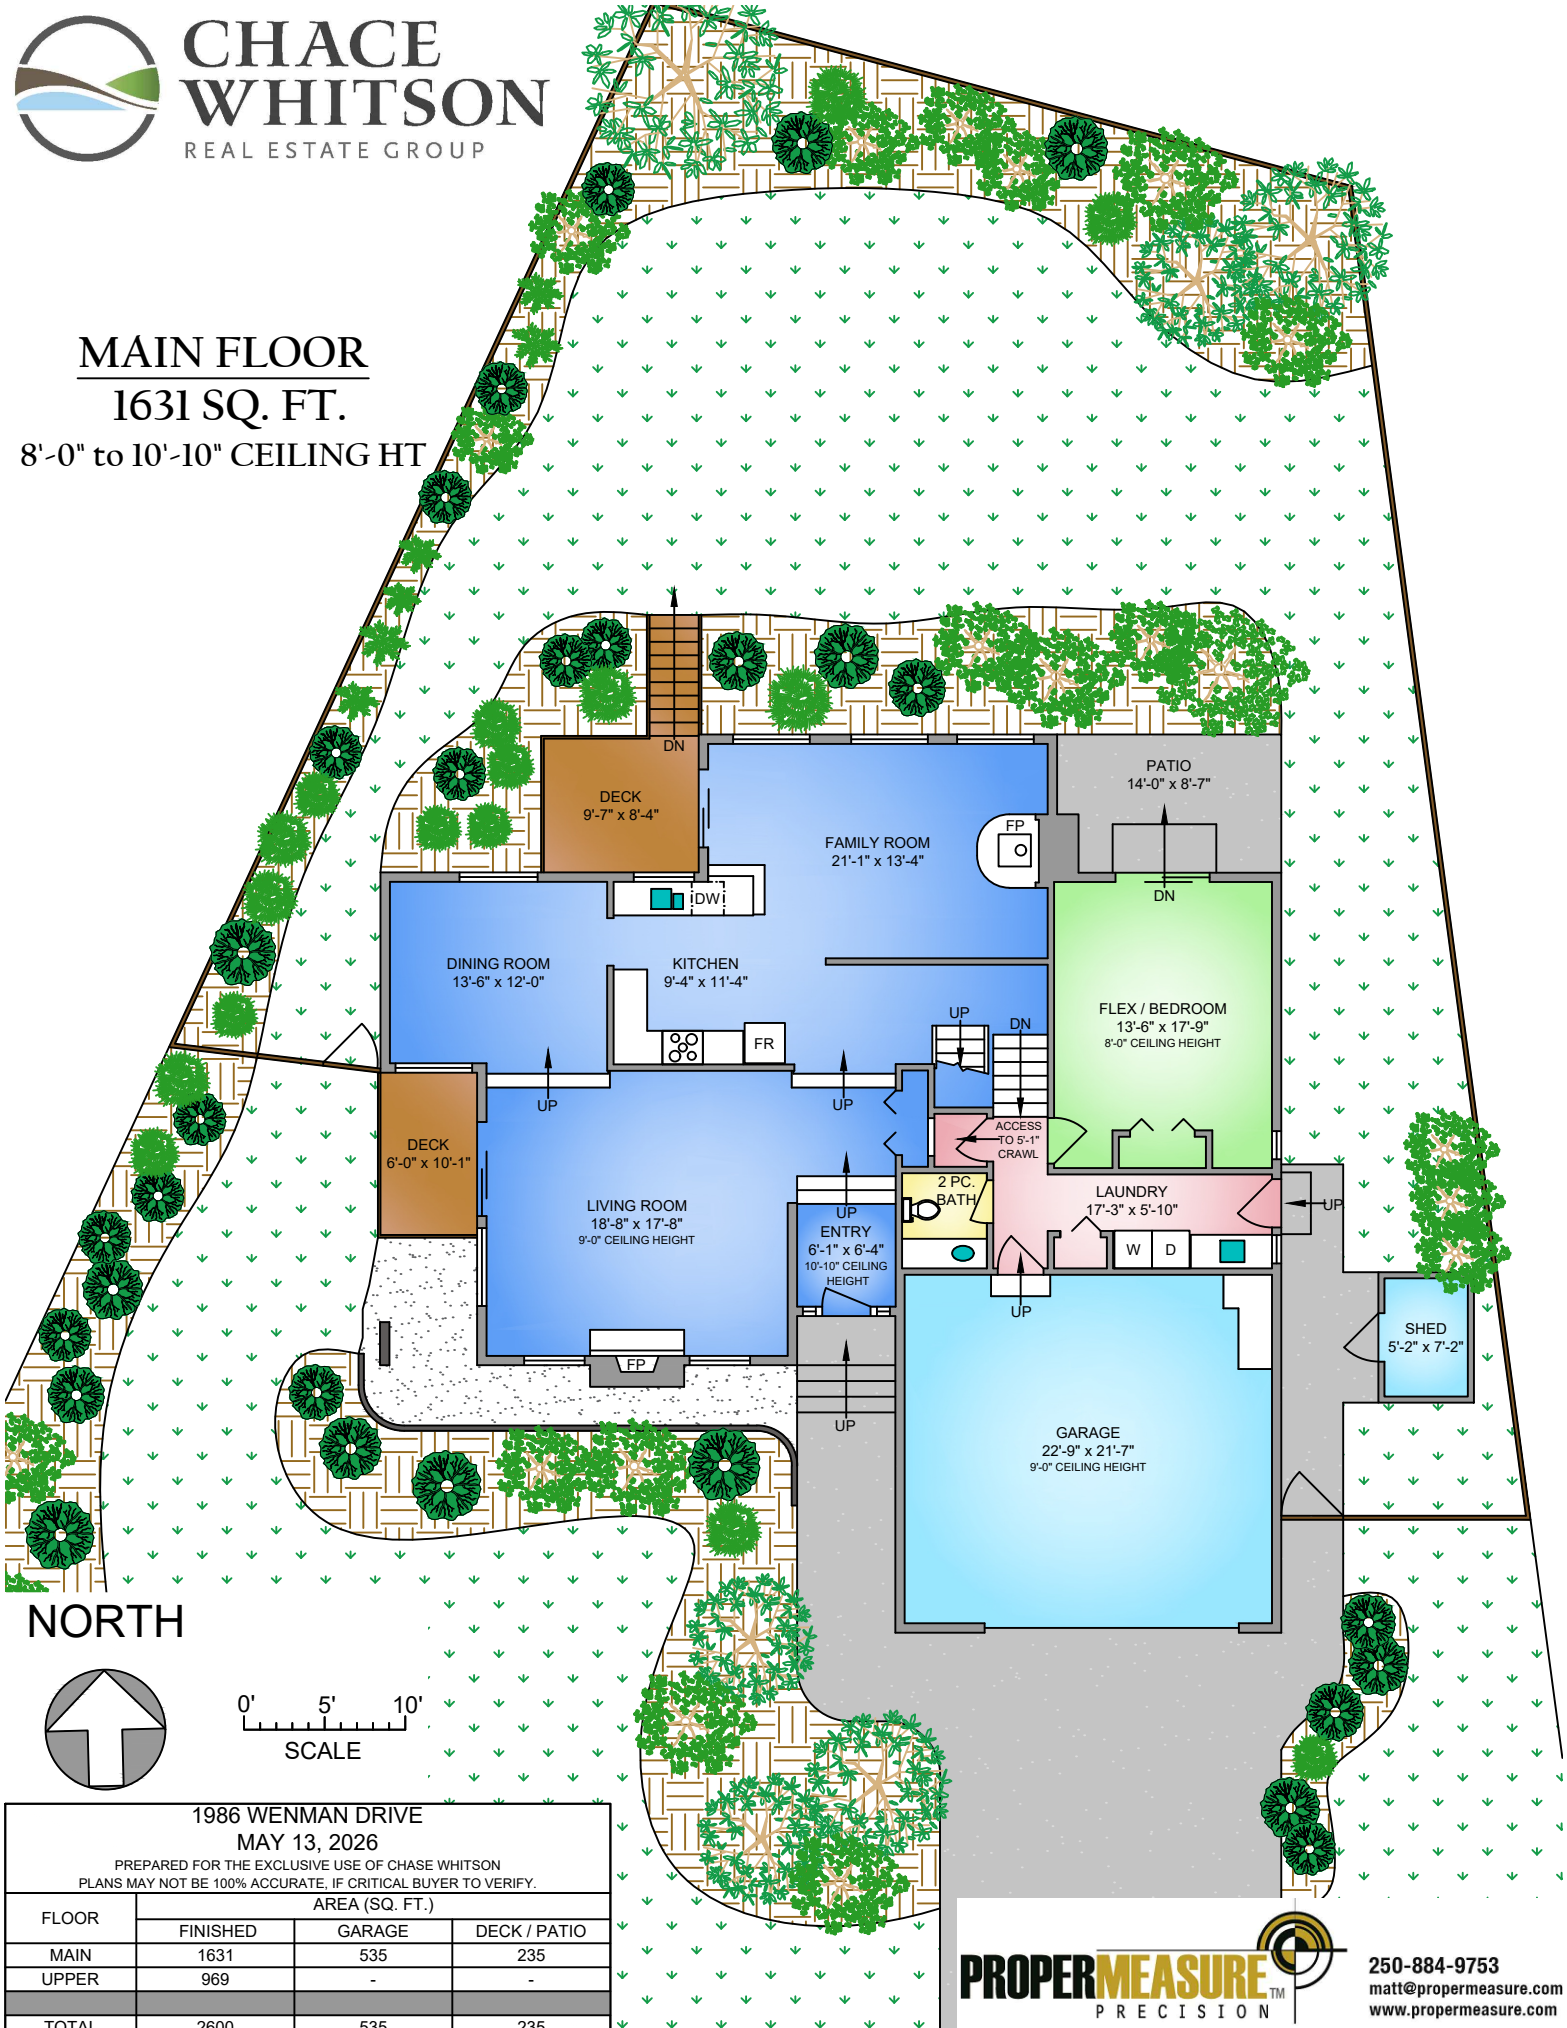 CHACE
WHITSON
REAL ESTATE GROUP
MAIN FLOOR
1631 SQ. FT.
8'-0" to 10'-10" CEILING HT
DN
PATIO
14'-0" x 8'-7"
DECK
9'-7" x 8'-4"
FP
FAMILY ROOM
21'-1" x 13'-4"
DW
DN
DINING ROOM
13'-6" x 12'-0"
KITCHEN
9'-4" x 11'-4"
FLEX / BEDROOM
13'-6" x 17'-9"
8'-0" CEILING HEIGHT
UP
DN
FR
UP
UP
ACCESS
TO 5'-1"
CRAWL
DECK
6'-0" x 10'-1"
2 PC.
BATH
LAUNDRY
17'-3" x 5'-10"
UP
LIVING ROOM
18'-8" x 17'-8"
9'-0" CEILING HEIGHT
UP
ENTRY
6'-1" x 6'-4"
10'-10" CEILING
HEIGHT
W
D
UP
SHED
5'-2" x 7'-2"
FP
UP
GARAGE
22'-9" x 21'-7"
9'-0" CEILING HEIGHT
NORTH
0' 5' 10'
SCALE
1986 WENMAN DRIVE
MAY 13, 2026
PREPARED FOR THE EXCLUSIVE USE OF CHASE WHITSON
PLANS MAY NOT BE 100% ACCURATE, IF CRITICAL BUYER TO VERIFY.
FLOOR AREA (SQ. FT.)
FINISHED GARAGE DECK / PATIO
MAIN 1631 535 235
UPPER 969 - -
TOTAL 2600 535 235
PROPERMEASURE TM
PRECISION
250-884-9753
matt@propermeasure.com
www.propermeasure.com